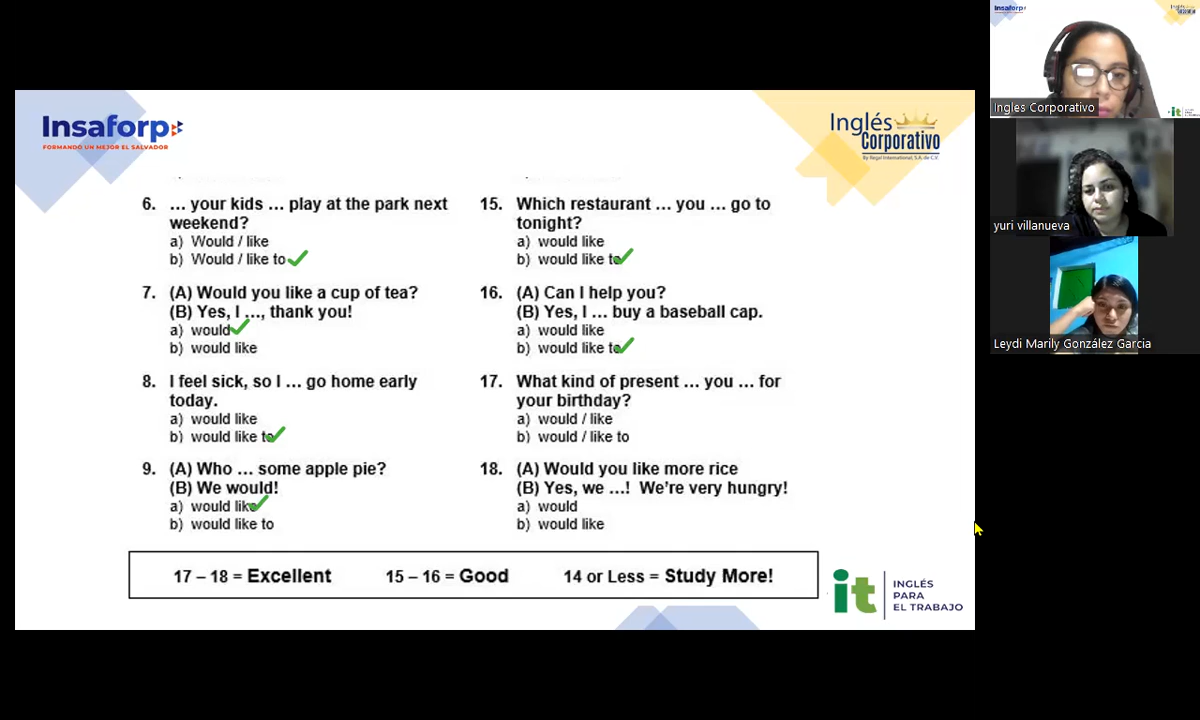 Insaforp
FORMANDO UN MEJOR EL SALVADOR
Inglés
Corporativo
By Regal International, S.A. de C.V.
6. … your kids … play at the park next
weekend?
a) Would / like
b) Would / like to
7. (A) Would you like a cup of tea?
(B) Yes, I …, thank you!
a) would
b) would like
8. I feel sick, so I … go home early
today.
a) would like
b) would like to
9. (A) Who … some apple pie?
(B) We would!
a) would like
b) would like to
15. Which restaurant … you … go to
tonight?
a) would like
b) would like to
16. (A) Can I help you?
(B) Yes, I … buy a baseball cap.
a) would like
b) would like to
17. What kind of present … you … for
your birthday?
a) would / like
b) would / like to
18. (A) Would you like more rice
(B) Yes, we …! We're very hungry!
a) would
b) would like
17 – 18 = Excellent 15 – 16 = Good 14 or Less = Study More!
it
INGLÉS
PARA
EL TRABAJO
Insaforp
Ingles Corporativo
it
yuri villanueva
Leydi Marily González Garcia